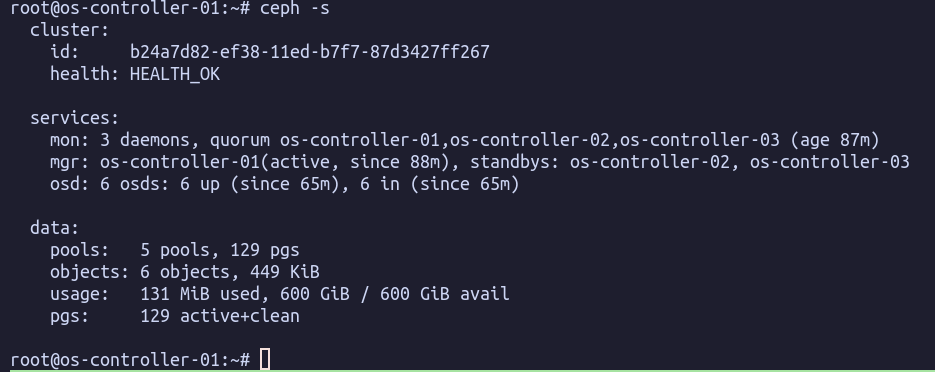 root@os-controller-01:~# ceph -s
  cluster:
    id:     b24a7d82-ef38-11ed-b7f7-87d3427ff267
    health: HEALTH_OK

  services:
    mon: 3 daemons, quorum os-controller-01,os-controller-02,os-controller-03 (age 87m)
    mgr: os-controller-01(active, since 88m), standbys: os-controller-02, os-controller-03
    osd: 6 osds: 6 up (since 65m), 6 in (since 65m)

  data:
    pools:   5 pools, 129 pgs
    objects: 6 objects, 449 KiB
    usage:   131 MiB used, 600 GiB / 600 GiB avail
    pgs:     129 active+clean

root@os-controller-01:~#